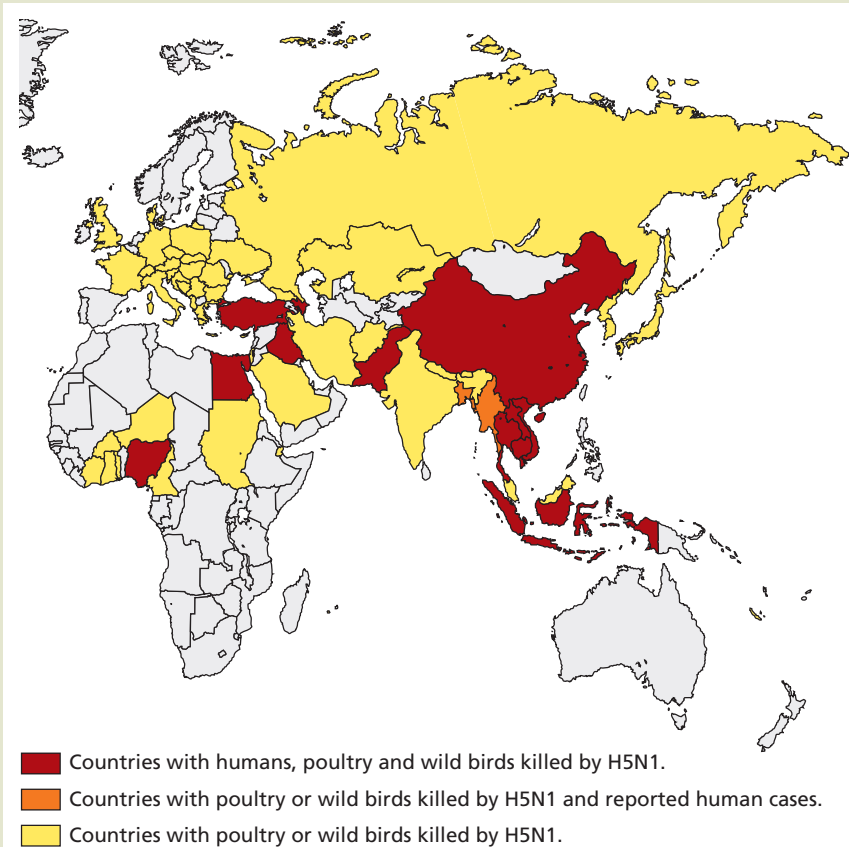 Countries with humans, poultry and wild birds killed by H5N1.
Countries with poultry or wild birds killed by H5N1 and reported human cases.
Countries with poultry or wild birds killed by H5N1.